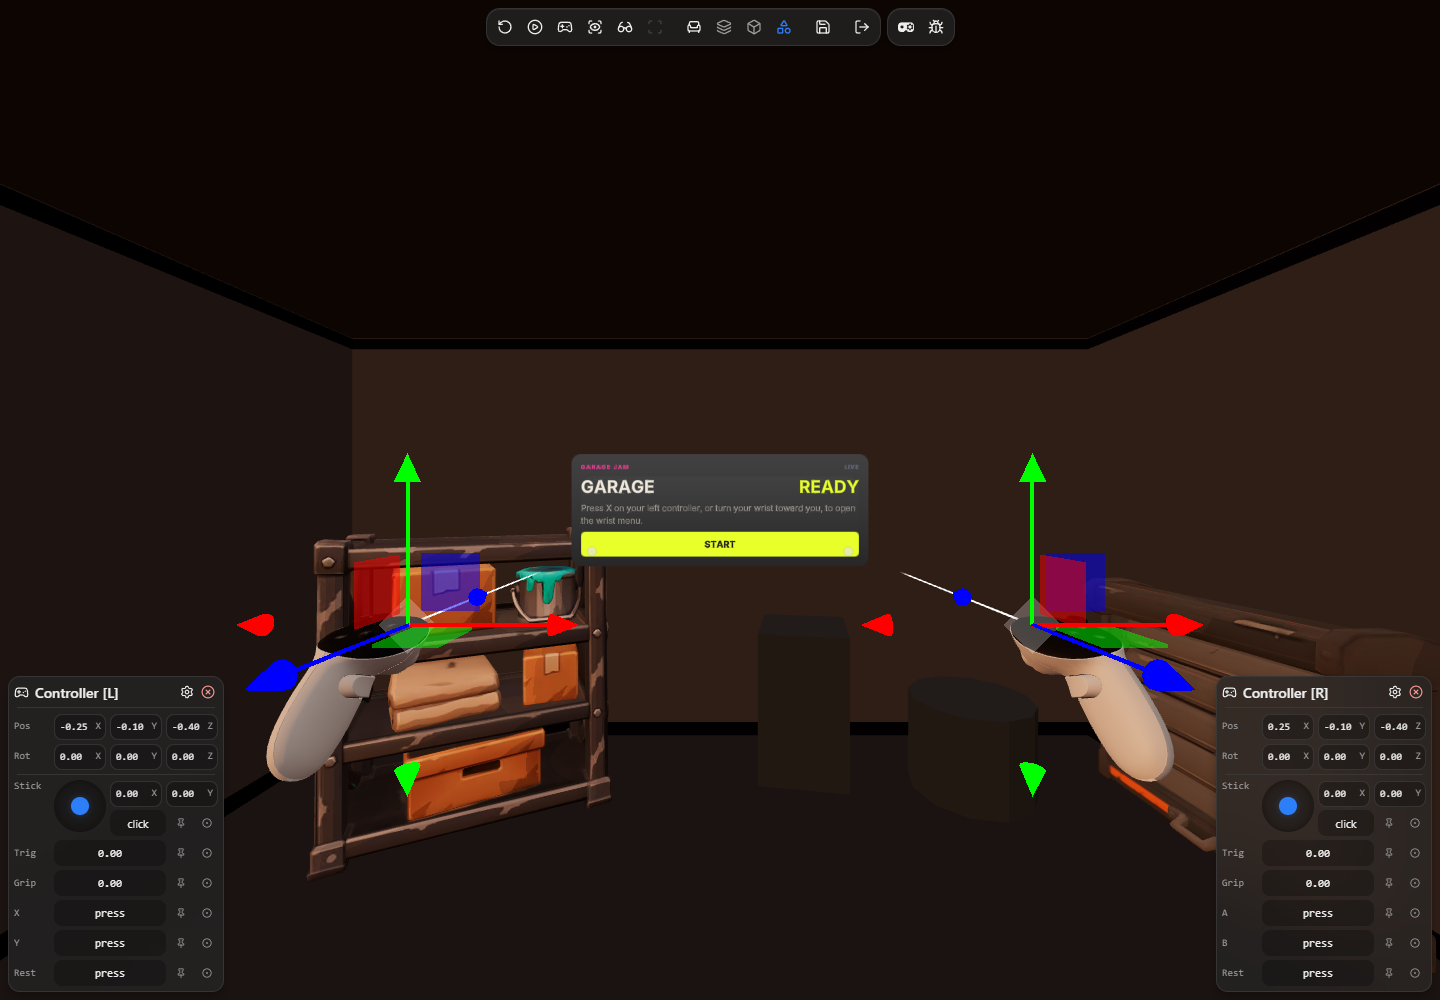 GARAGE JAM
LIVE
GARAGE
READY
Press X on your left controller, or turn your wrist toward you, to open
the wrist menu.
START
Controller [L]
Pos -0.25 X -0.10 Y -0.40 Z
Rot 0.00 X 0.00 Y 0.00 Z
Stick 0.00 X 0.00 Y
click
Trig 0.00
Grip 0.00
X press
Y press
Rest press
Controller [R]
Pos 0.25 X -0.10 Y -0.40 Z
Rot 0.00 X 0.00 Y 0.00 Z
Stick 0.00 X 0.00 Y
click
Trig 0.00
Grip 0.00
A press
B press
Rest press